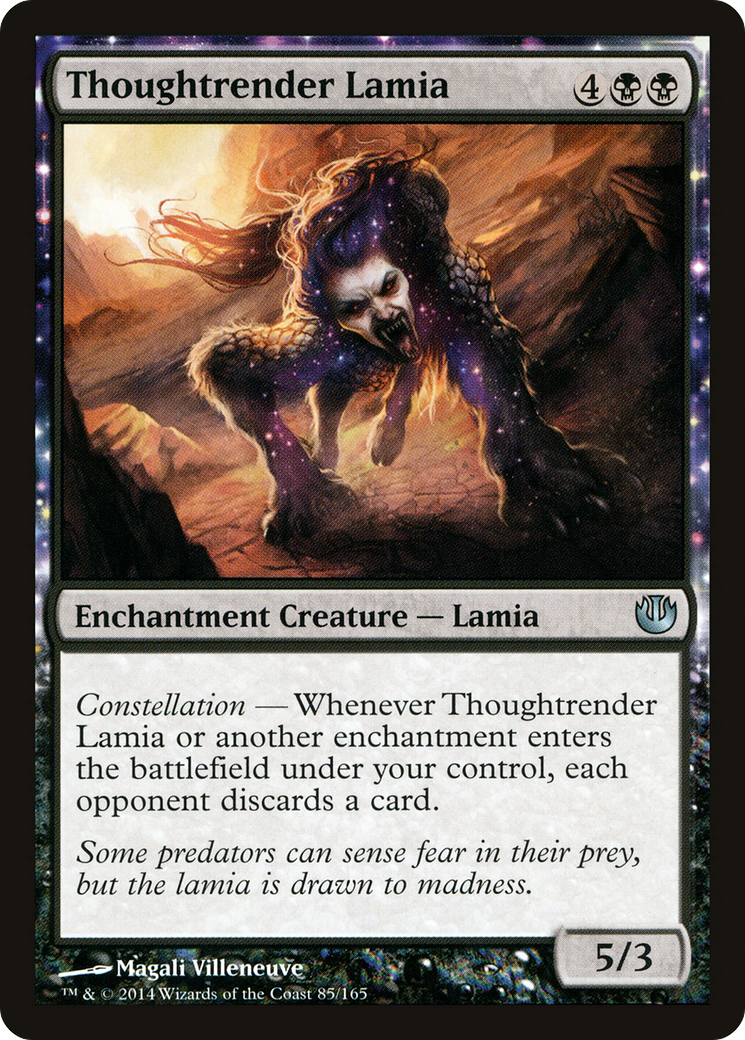 Thoughtrender Lamia 4
Enchantment Creature — Lamia
Constellation — Whenever Thoughtrender
Lamia or another enchantment enters
the battlefield under your control, each
opponent discards a card.
Some predators can sense fear in their prey,
but the lamia is drawn to madness.
5/3
Magali Villeneuve
™ & © 2014 Wizards of the Coast 85/165